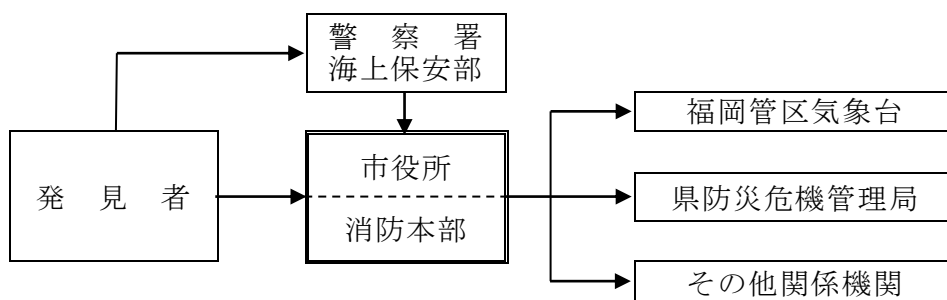 警察署
海上保安部
福岡管区気象台
市役所
発見者
県防災危機管理局
消防本部
その他関係機関